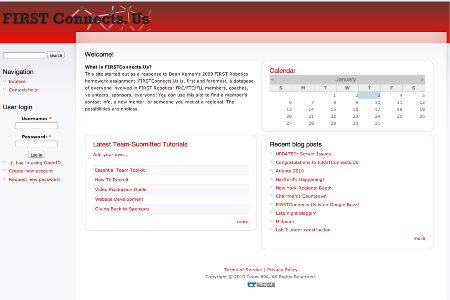 FIRST Connects. Us
Search
Navigation
Explore
Contact/Help
User login
Username: *
Password: *
Log in
Log in using OpenID
Create new account
Request new password
Welcome!
What is FIRSTConnects.Us?
This site started out as a response to Dean Kamen's 2009 FIRST Robotics
homework assignment. FIRSTConnects.Us is, first and foremost, a database
of everyone involved in FIRST Robotics: FRC/FTC/FLL members, coaches,
volunteers, sponsors, everyone! You can use this site to find a member's
contact info, a new mentor, or someone you met at a regional. The
possibilities are endless.
Calendar
« January »
S M T W T F S
1 2 3 4 5
6 7 8 9 10 11 12
13 14 15 16 17 18 19
20 21 22 23 24 25 26
27 28 29 30 31
Latest Team-Submitted Tutorials
Add your own...
Essential Team Toolkit
How To Recruit
Video Production Guide
Website Development
Giving Back to Sponsors
more
Recent blog posts
UPDATED: Server Issues
Congratulations to FIRSTConnects.Us!
Atlanta 2010
Hartford's Happening!
New York Regional Booth
Chairman's Countdown
FIRSTConnects.Us is on Google Buzz!
Late night bloggin'
Midpoint
Lab 2 under construction
more
Terms of Service | Privacy Policy
Copyright © 2010 Team 894. All Rights Reserved.